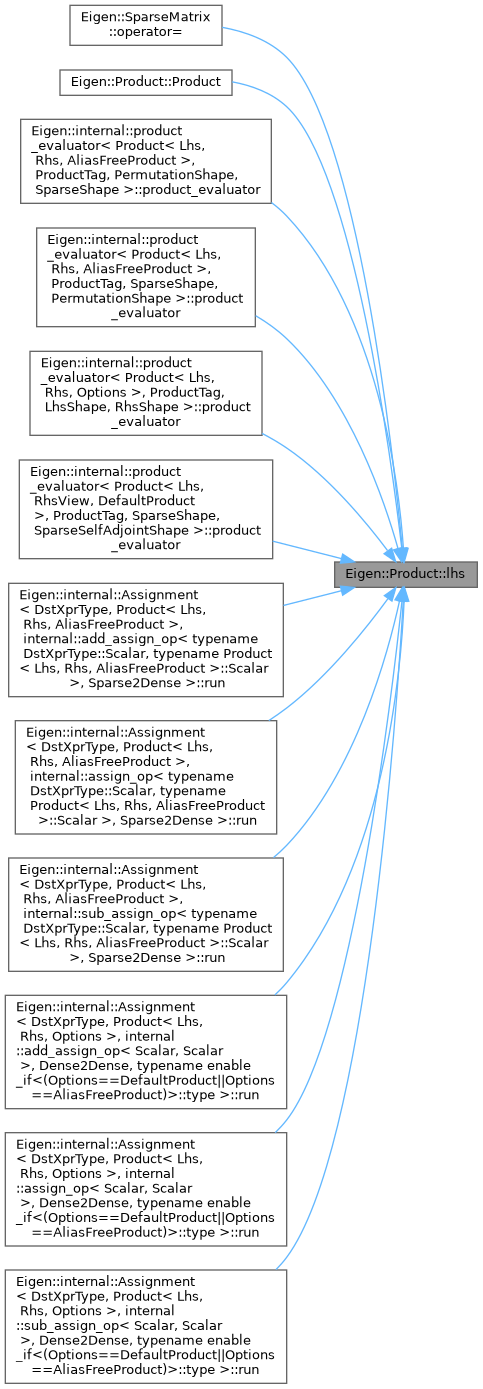 Eigen::SparseMatrix
::operator=
Eigen::Product::Product
Eigen::internal::product
_evaluator< Product< Lhs,
Rhs, AliasFreeProduct >,
ProductTag, PermutationShape,
SparseShape >::product_evaluator
Eigen::internal::product
_evaluator< Product< Lhs,
Rhs, AliasFreeProduct >,
ProductTag, SparseShape,
PermutationShape >::product
_evaluator
Eigen::internal::product
_evaluator< Product< Lhs,
Rhs, Options >, ProductTag,
LhsShape, RhsShape >::product
_evaluator
Eigen::internal::product
_evaluator< Product< Lhs,
RhsView, DefaultProduct
>, ProductTag, SparseShape,
SparseSelfAdjointShape >::product
_evaluator
Eigen::Product::lhs
Eigen::internal::Assignment
< DstXprType, Product< Lhs,
Rhs, AliasFreeProduct >,
internal::add_assign_op< typename
DstXprType::Scalar, typename Product
< Lhs, Rhs, AliasFreeProduct >::Scalar
>, Sparse2Dense >::run
Eigen::internal::Assignment
< DstXprType, Product< Lhs,
Rhs, AliasFreeProduct >,
internal::assign_op< typename
DstXprType::Scalar, typename
Product< Lhs, Rhs, AliasFreeProduct
>::Scalar >, Sparse2Dense >::run
Eigen::internal::Assignment
< DstXprType, Product< Lhs,
Rhs, AliasFreeProduct >,
internal::sub_assign_op< typename
DstXprType::Scalar, typename Product
< Lhs, Rhs, AliasFreeProduct >::Scalar
>, Sparse2Dense >::run
Eigen::internal::Assignment
< DstXprType, Product< Lhs,
Rhs, Options >, internal
::add_assign_op< Scalar, Scalar
>, Dense2Dense, typename enable
_if<(Options==DefaultProduct||Options
==AliasFreeProduct)>::type >::run
Eigen::internal::Assignment
< DstXprType, Product< Lhs,
Rhs, Options >, internal
::assign_op< Scalar, Scalar
>, Dense2Dense, typename enable
_if<(Options==DefaultProduct||Options
==AliasFreeProduct)>::type >::run
Eigen::internal::Assignment
< DstXprType, Product< Lhs,
Rhs, Options >, internal
::sub_assign_op< Scalar, Scalar
>, Dense2Dense, typename enable
_if<(Options==DefaultProduct||Options
==AliasFreeProduct)>::type >::run